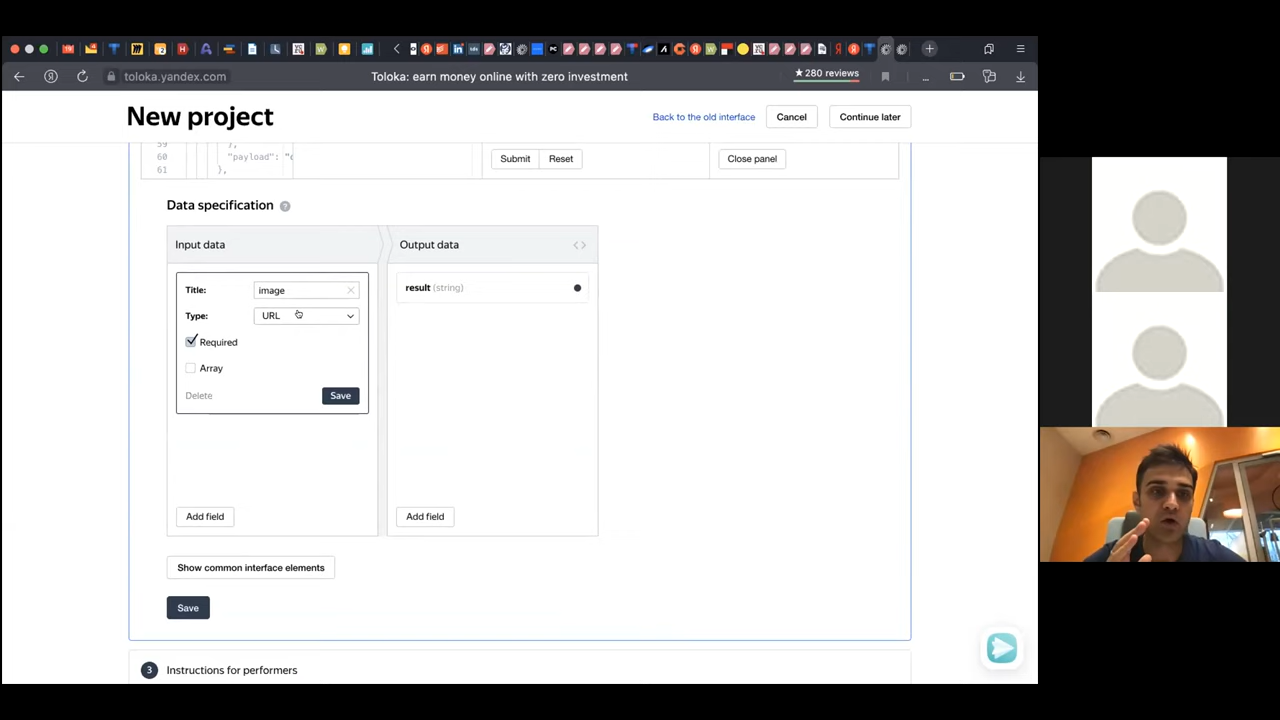 toloka.yandex.com
Toloka: earn money online with zero investment
★280 reviews
New project
Back to the old interface
Cancel
Continue later
59
},
60
"payload":
61
},
Submit
Reset
Close panel
Data specification ?
Input data
Output data
<>
Title:
image
Type:
URL
Required
Array
Delete
Save
result (string)
Add field
Add field
Show common interface elements
Save
3
Instructions for performers